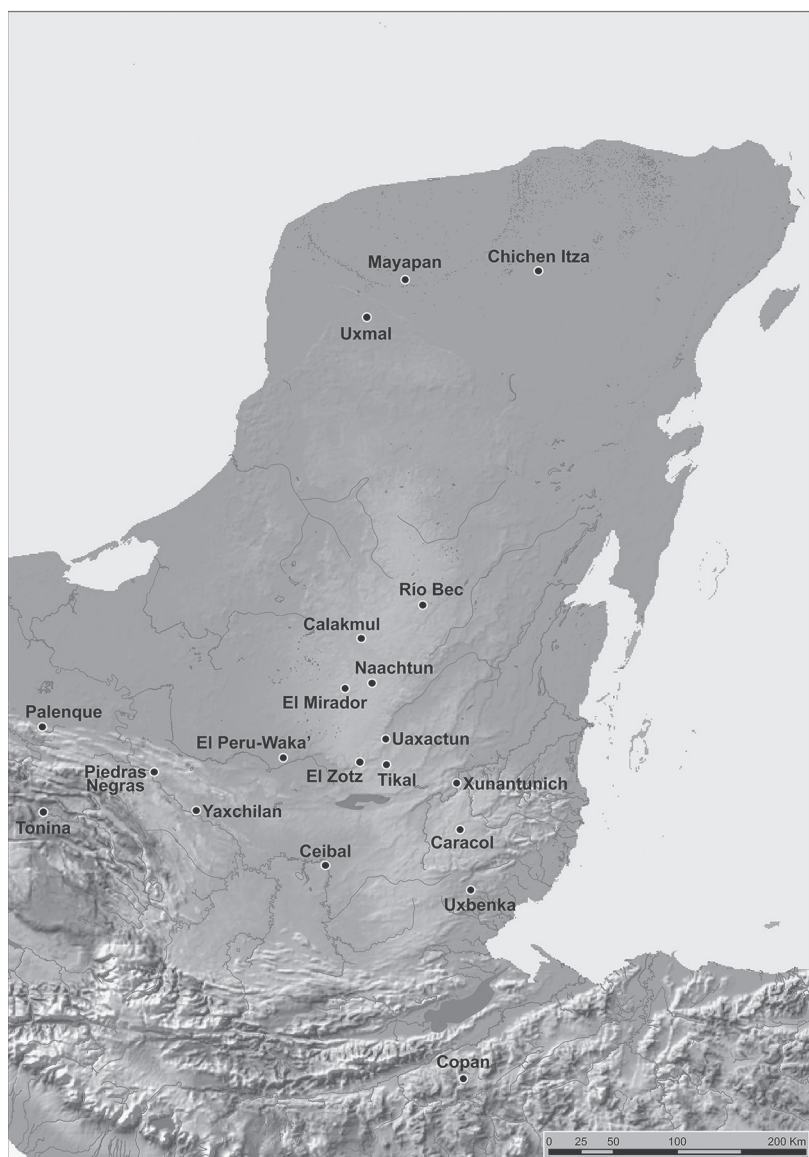 Mayapan
Chichen Itza
Uxmal
Río Bec
Calakmul
Naachtun
El Mirador
Palenque
Uaxactun
El Peru-Waka’
El Zotz
Tikal
Piedras
Negras
Xunantunich
Yaxchilan
Tonina
Caracol
Ceibal
Uxbenka
Copan
0 25 50 100 200 Km